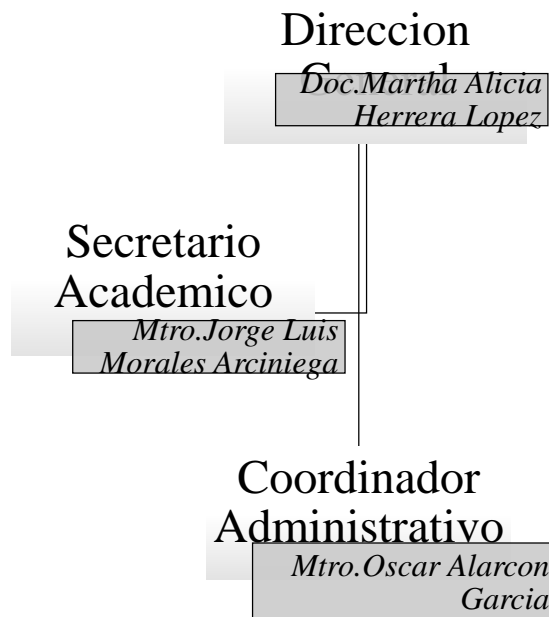 Direccion
General
Doc.Martha Alicia
Herrera Lopez
Secretario
Academico
Mtro.Jorge Luis
Morales Arciniega
Coordinador
Administrativo
Mtro.Oscar Alarcon
Garcia